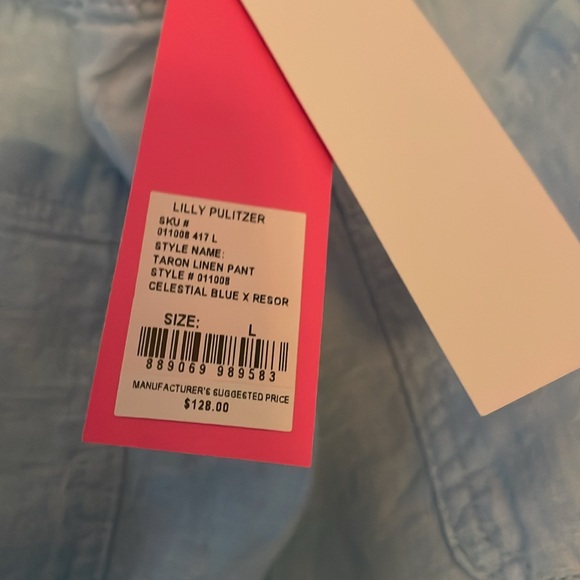 LILLY PULITZER
SKU #
011008 417 L
STYLE NAME:
TARON LINEN PANT
STYLE # 011008
CELESTIAL BLUE X RESOR
SIZE: L
889069 989583
MANUFACTURER'S SUGGESTED PRICE
$128.00